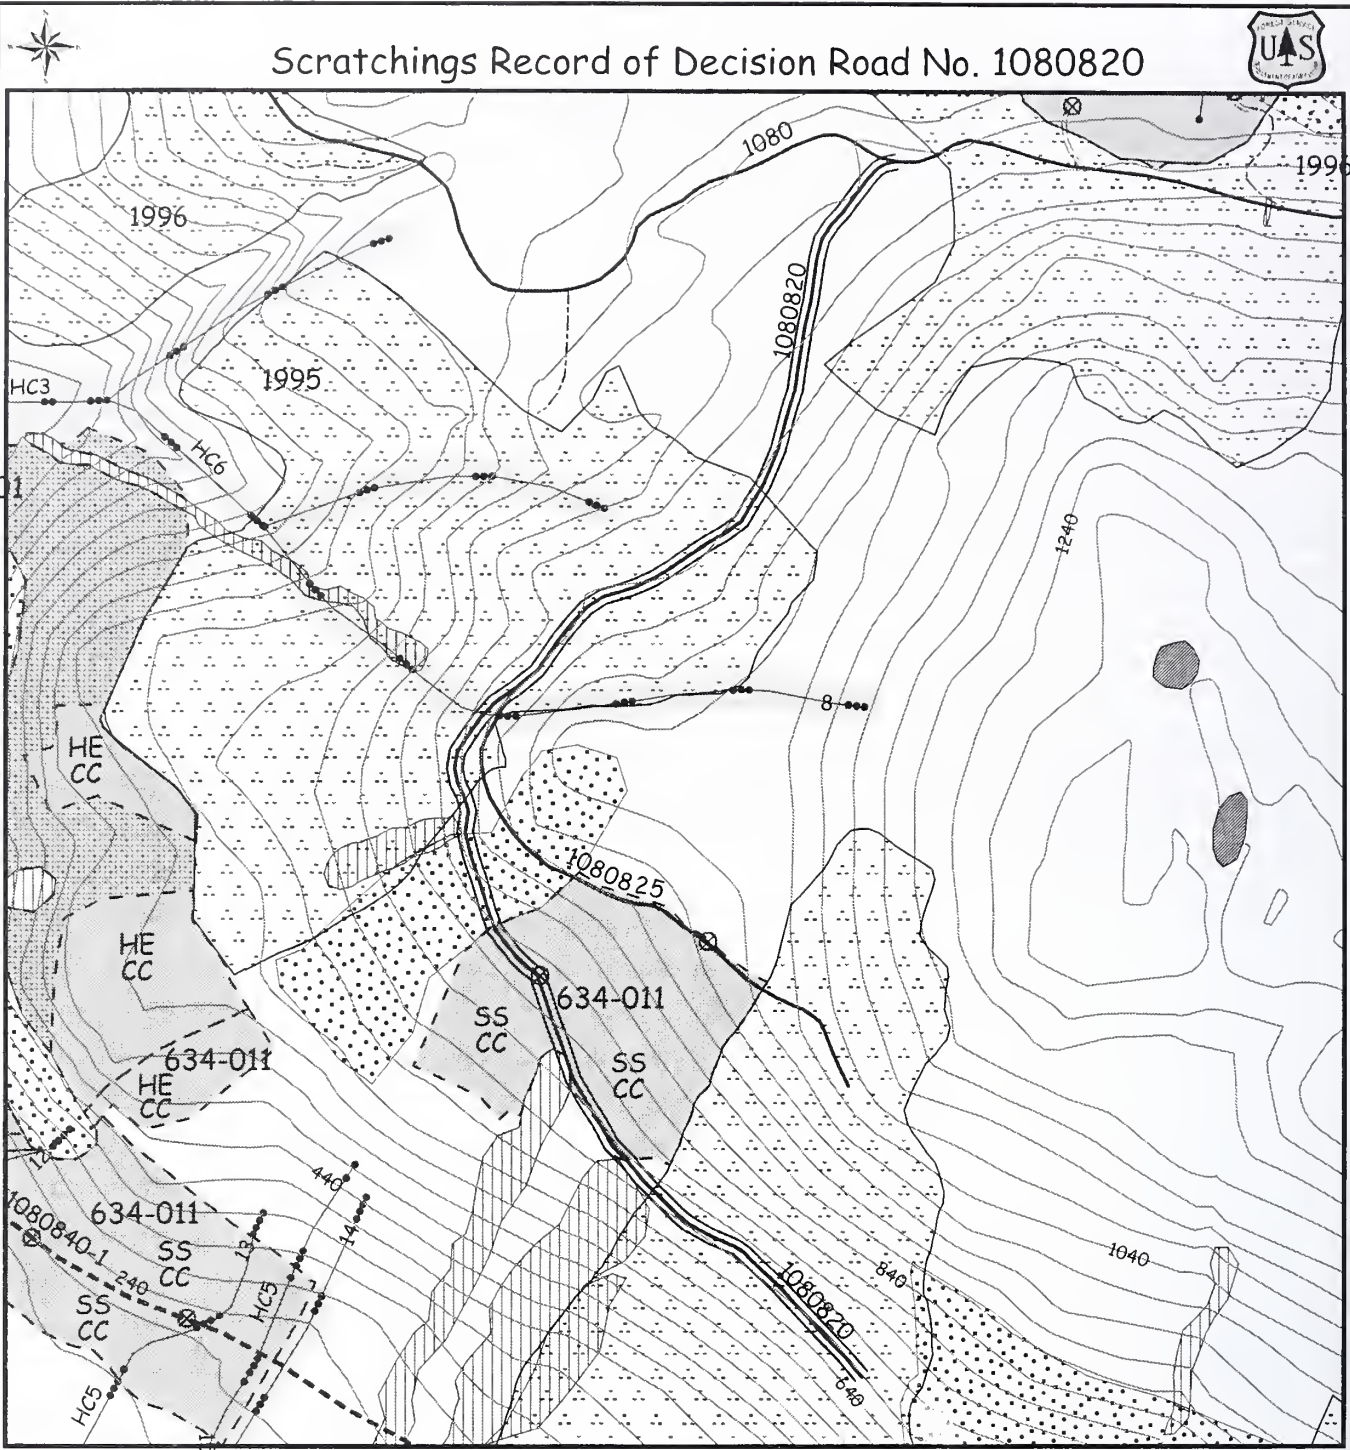 Scratchings Record of Decision Road No. 1080820
U S
1080
1996
1996
1080820
1995
HC3
HC6
1240
8
HE
CC
1080825
HE
CC
634-011
SS
CC
SS
CC
634-011
HE
CC
440
14
13
1080840-1
634-011
SS
CC
240
HC5
SS
CC
HC5
1040
840
1080820
640